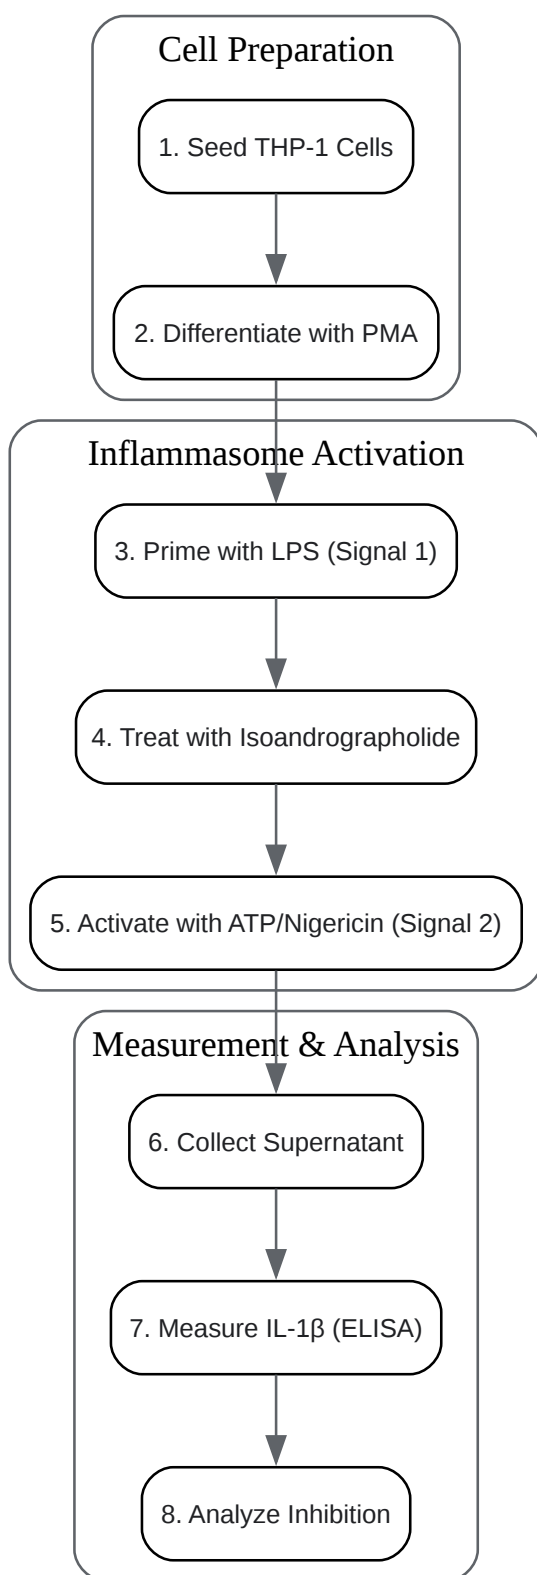 Cell Preparation
1. Seed THP-1 Cells
2. Differentiate with PMA
Inflammasome Activation
3. Prime with LPS (Signal 1)
4. Treat with Isoandrographolide
5. Activate with ATP/Nigericin (Signal 2)
Measurement & Analysis
6. Collect Supernatant
7. Measure IL-1β (ELISA)
8. Analyze Inhibition